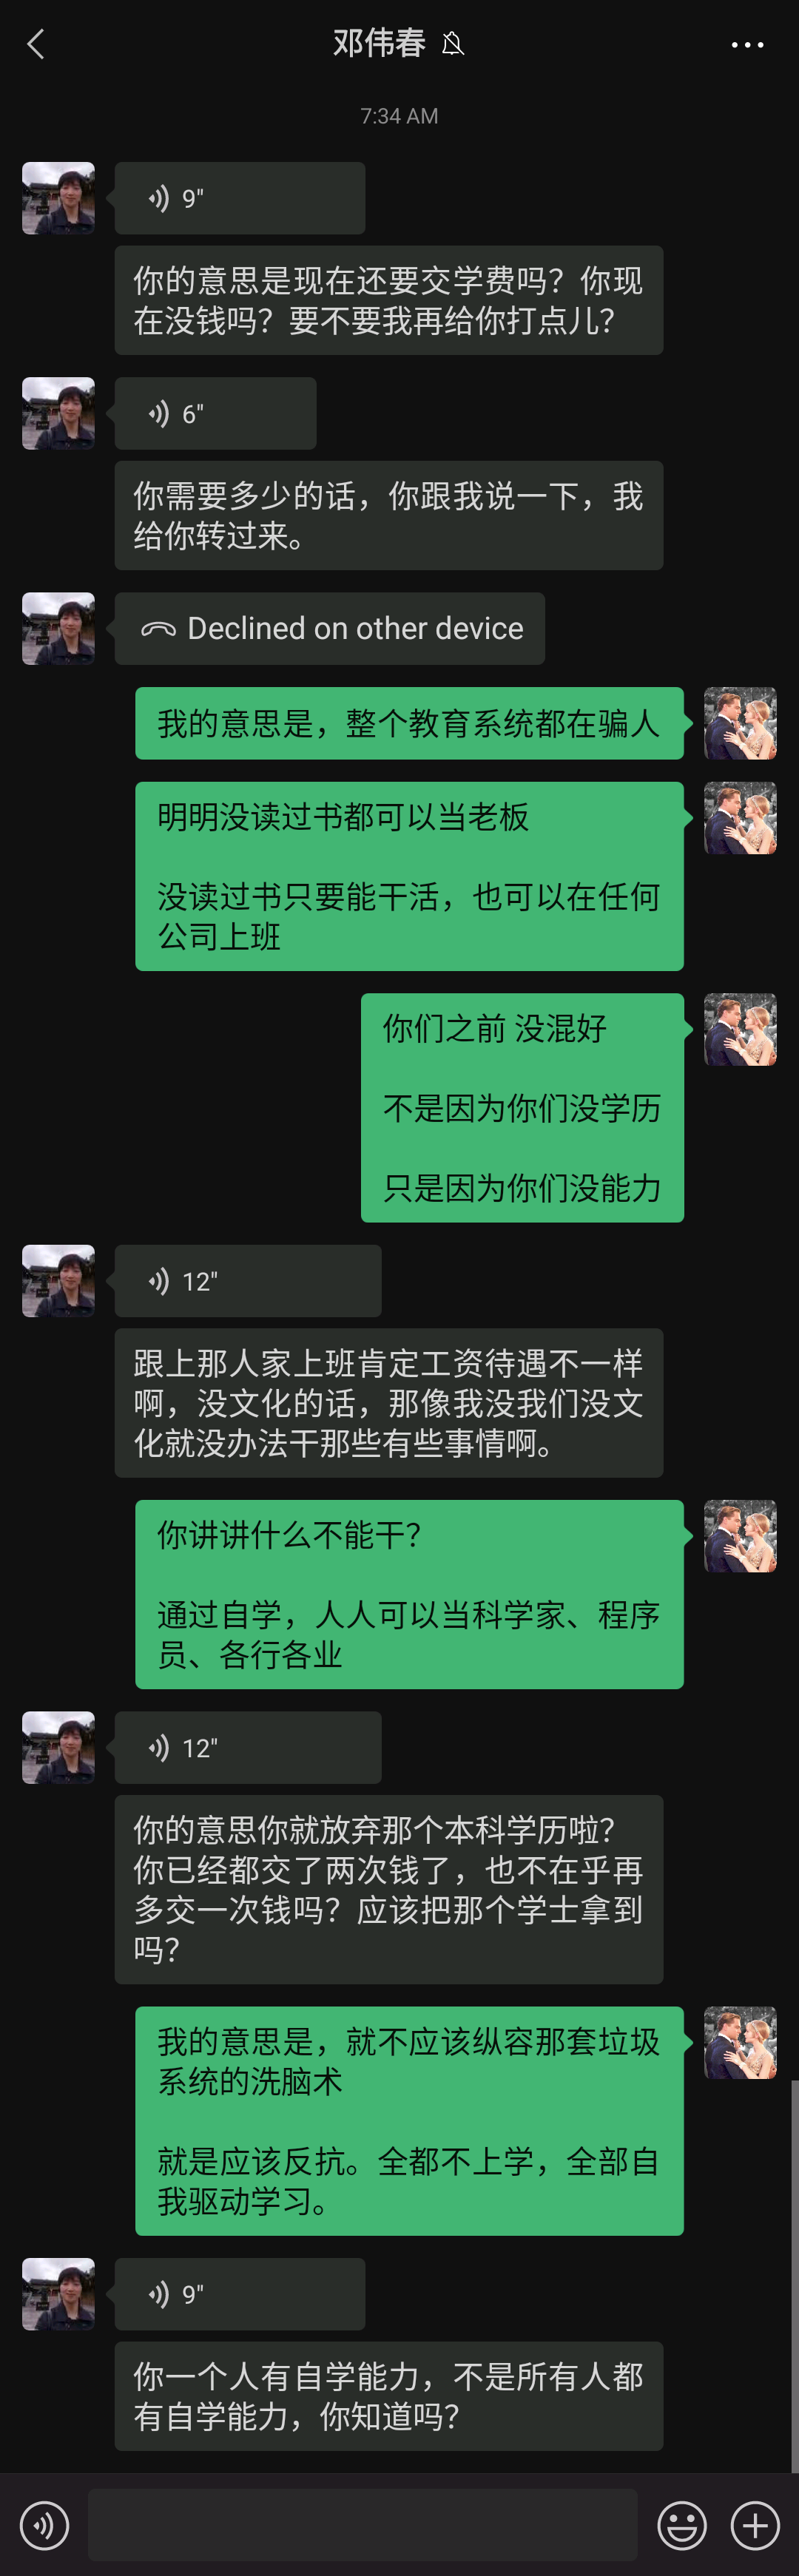 邓伟春
7:34 AM
9"
你的意思是现在还要交学费吗？你现
在没钱吗？要不要我再给你打点儿？
6"
你需要多少的话，你跟我说一下，我
给你转过来。
Declined on other device
我的意思是，整个教育系统都在骗人
明明没读过书都可以当老板
没读过书只要能干活，也可以在任何
公司上班
你们之前 没混好
不是因为你们没学历
只是因为你们没能力
12"
跟上那人家上班肯定工资待遇不一样
啊，没文化的话，那像我没我们没文
化就没办法干那些有些事情啊。
你讲讲什么不能干？
通过自学，人人可以当科学家、程序
员、各行各业
12"
你的意思你就放弃那个本科学历啦？
你已经都交了两次钱了，也不在乎再
多交一次钱吗？应该把那个学士拿到
吗？
我的意思是，就不应该纵容那套垃圾
系统的洗脑术
就是应该反抗。全都不上学，全部自
我驱动学习。
9"
你一个人有自学能力，不是所有人都
有自学能力，你知道吗？